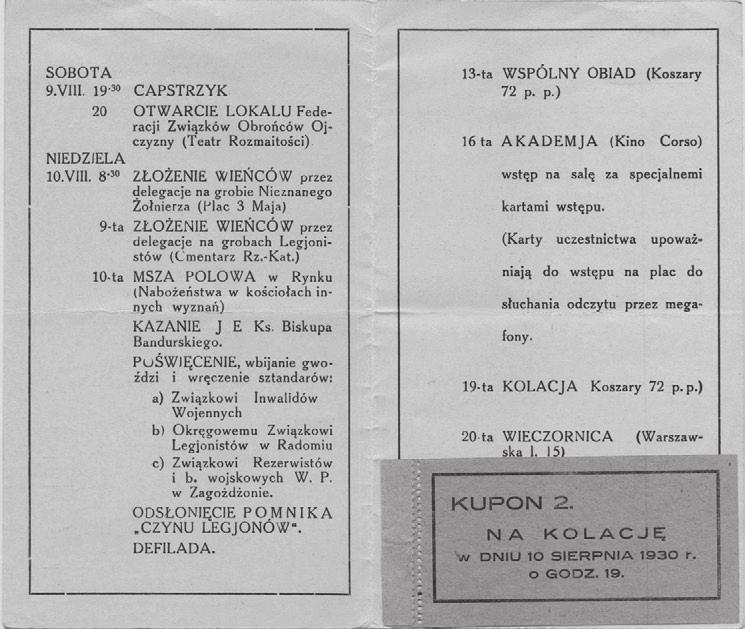 SOBOTA
9.VIII. 19·30 CAPSTRZYK
20 OTWARCIE LOKALU Fede-
racji Związków Obrońców Oj-
czyzny (Teatr Rozmaitości)
NIEDZIELA
10.VIII. 8·30 ZŁOŻENIE WIEŃCÓW przez
delegacje na grobie Nieznanego
Żołnierza (Plac 3 Maja)
9-ta ZŁOŻENIE WIEŃCÓW przez
delegacje na grobach Legjoni-
stów (Cmentarz Rz.-Kat.)
10-ta MSZA POLOWA w Rynku
(Nabożeństwa w kościołach in-
nych wyznań)
KAZANIE J E Ks. Biskupa
Bandurskiego.
POŚWIĘCENIE, wbijanie gwo-
ździ i wręczenie sztandarów:
a) Związkowi Inwalidów
Wojennych
b) Okręgowemu Związkowi
Legjonistów w Radomiu
c) Związkowi Rezerwistów
i b. wojskowych W. P.
w Zagożdżonie.
ODSŁONIĘCIE POMNIKA
„CZYNU LEGJONÓW“.
DEFILADA.
13-ta WSPÓLNY OBIAD (Koszary
72 p. p.)
16 ta AKADEMJA (Kino Corso)
wstęp na salę za specjalnemi
kartami wstępu.
(Karty uczestnictwa upoważ-
niają do wstępu na plac do
słuchania odczytu przez mega-
fony.
19-ta KOLACJA Koszary 72 p.p.)
20-ta WIECZORNICA (Warszaw-
ska l. 15)
KUPON 2.
NA KOLACJĘ
w DNIU 10 SIERPNIA 1930 r.
o GODZ. 19.